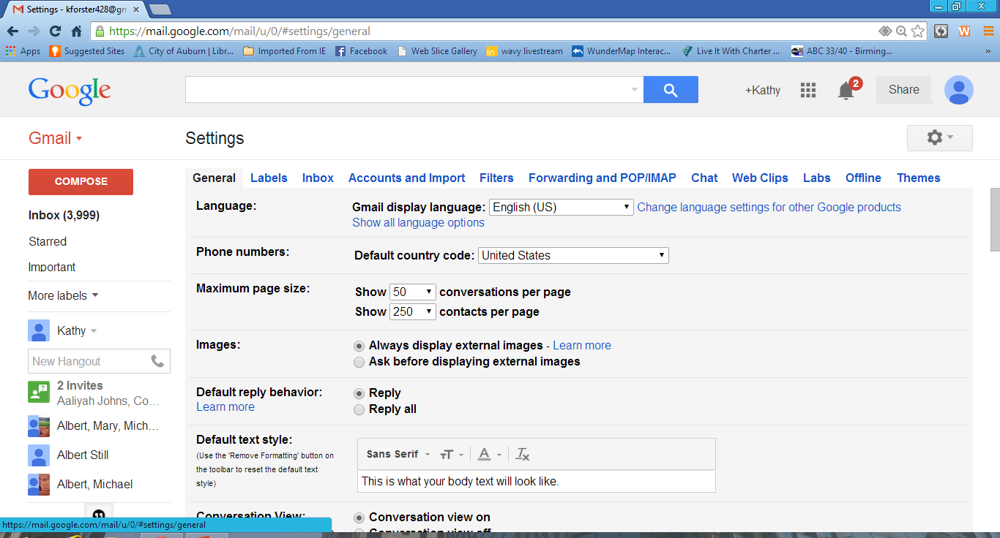 Settings - kforster428@gm
https://mail.google.com/mail/u/0/#settings/general
Apps Suggested Sites City of Auburn | Libr... Imported From IE Facebook Web Slice Gallery wavy livestream WunderMap Interac... Live It With Charter ... ABC 33/40 - Birming... »
Google +Kathy 2 Share
Gmail Settings
COMPOSE
General Labels Inbox Accounts and Import Filters Forwarding and POP/IMAP Chat Web Clips Labs Offline Themes
Inbox (3,999)
Starred
Important
More labels
Kathy
New Hangout
2 Invites
Aaliyah Johns, Co...
Albert, Mary, Mich...
Albert Still
Albert, Michael
Language: Gmail display language: English (US) Change language settings for other Google products
Show all language options
Phone numbers: Default country code: United States
Maximum page size: Show 50 conversations per page
Show 250 contacts per page
Images: Always display external images - Learn more
Ask before displaying external images
Default reply behavior: Reply
Learn more Reply all
Default text style:
(Use the 'Remove Formatting' button on
the toolbar to reset the default text
style)
Sans Serif
This is what your body text will look like.
Conversation View: Conversation view on
Conversation view off
https://mail.google.com/mail/u/0/#settings/general